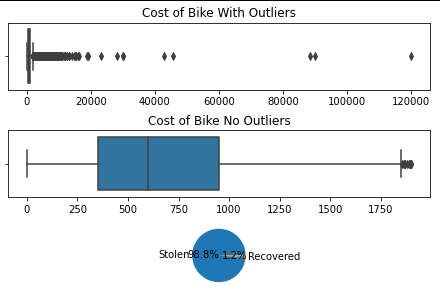 Cost of Bike With Outliers
0 20000 40000 60000 80000 100000 120000
Cost of Bike No Outliers
0 250 500 750 1000 1250 1500 1750
Stolen 98.8% 1.2% Recovered